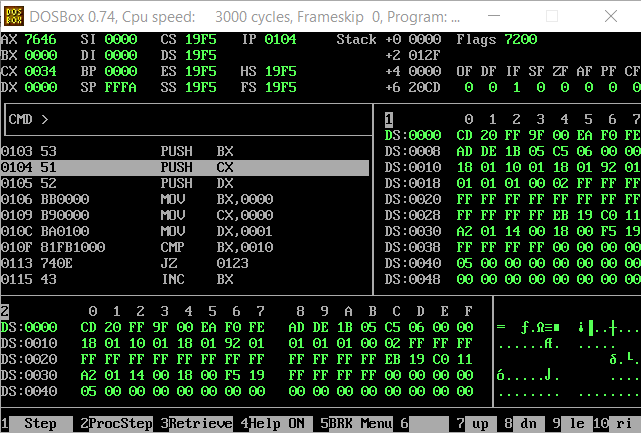 DOSBox 0.74, Cpu speed: 3000 cycles, Frameskip 0, Program: ...
AX 7646 SI 0000 CS 19F5 IP 0104 Stack +0 0000 Flags 7200
BX 0000 DI 0000 DS 19F5 +2 012F
CX 0034 BP 0000 ES 19F5 HS 19F5 +4 0000 OF DF IF SF ZF AF PF CF
DX 0000 SP FFFA SS 19F5 FS 19F5 +6 20CD 0 0 1 0 0 0 0 0
CMD >
0103 53 PUSH BX
0104 51 PUSH CX
0105 52 PUSH DX
0106 BB0000 MOV BX,0000
0109 B90000 MOV CX,0000
010C BA0100 MOV DX,0001
010F 81FB1000 CMP BX,0010
0113 740E JZ 0123
0115 43 INC BX
1 0 1 2 3 4 5 6 7
DS:0000 CD 20 FF 9F 00 EA F0 FE
DS:0008 AD DE 1B 05 C5 06 00 00
DS:0010 18 01 10 01 18 01 92 01
DS:0018 01 01 01 00 02 FF FF FF
DS:0020 FF FF FF FF FF FF FF FF
DS:0028 FF FF FF FF EB 19 C0 11
DS:0030 A2 01 14 00 18 00 F5 19
DS:0038 FF FF FF FF 00 00 00 00
DS:0040 05 00 00 00 00 00 00 00
DS:0048 00 00 00 00 00 00 00 00
2 0 1 2 3 4 5 6 7 8 9 A B C D E F
DS:0000 CD 20 FF 9F 00 EA F0 FE AD DE 1B 05 C5 06 00 00
DS:0010 18 01 10 01 18 01 92 01 01 01 01 00 02 FF FF FF
DS:0020 FF FF FF FF FF FF FF FF FF FF FF FF EB 19 C0 11
DS:0030 A2 01 14 00 18 00 F5 19 FF FF FF FF 00 00 00 00
DS:0040 05 00 00 00 00 00 00 00 00 00 00 00 00 00 00 00
= ƒ.Ω≡■ ¡▐..┼.
......ƒƒ. .....
δ.└.
ó.....⌡. ........
1 Step 2ProcStep 3Retrieve 4Help ON 5BRK Menu 6 7 up 8 dn 9 le 10 ri